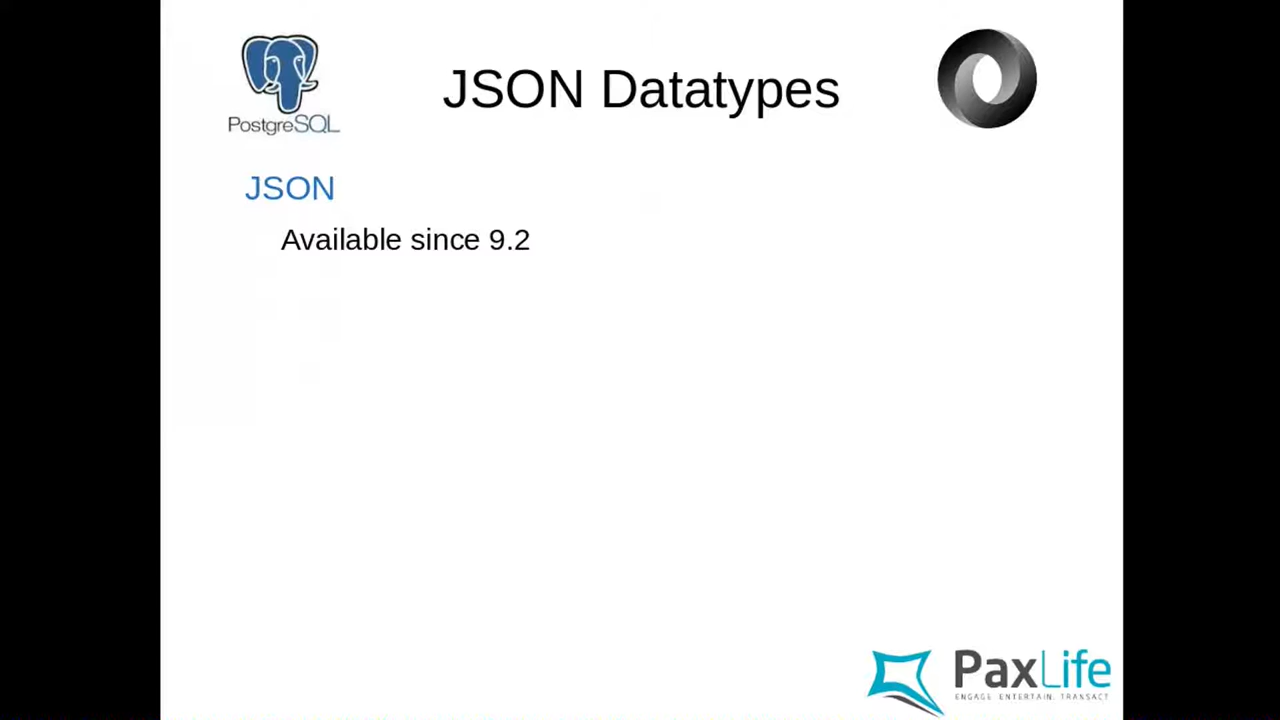 JSON Datatypes
PostgreSQL
JSON
Available since 9.2
PaxLife
ENGAGE. ENTERTAIN. TRANSACT